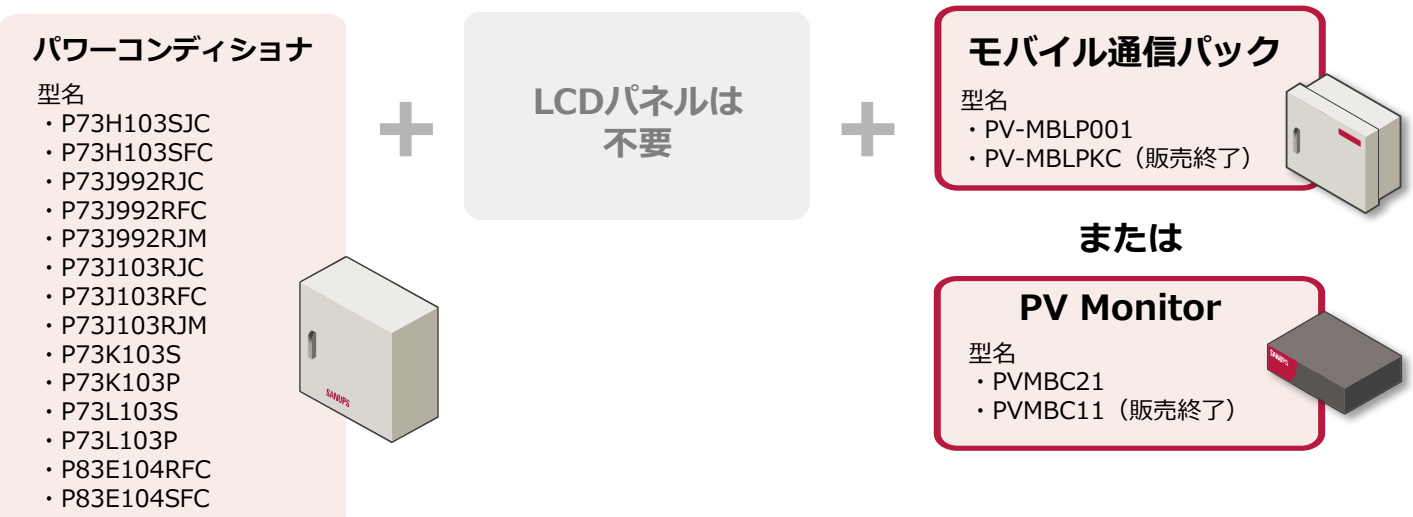 パワーコンディショナ
型名
・P73H103SJC
・P73H103SFC
・P73J992RJC
・P73J992RFC
・P73J992RJM
・P73J103RJC
・P73J103RFC
・P73J103RJM
・P73K103S
・P73K103P
・P73L103S
・P73L103P
・P83E104RFC
・P83E104SFC
SANUPS
+
LCDパネルは
不要
+
モバイル通信パック
型名
・PV-MBLP001
・PV-MBLPKC（販売終了）
または
PV Monitor
型名
・PVMBC21
・PVMBC11（販売終了）
SANUPS